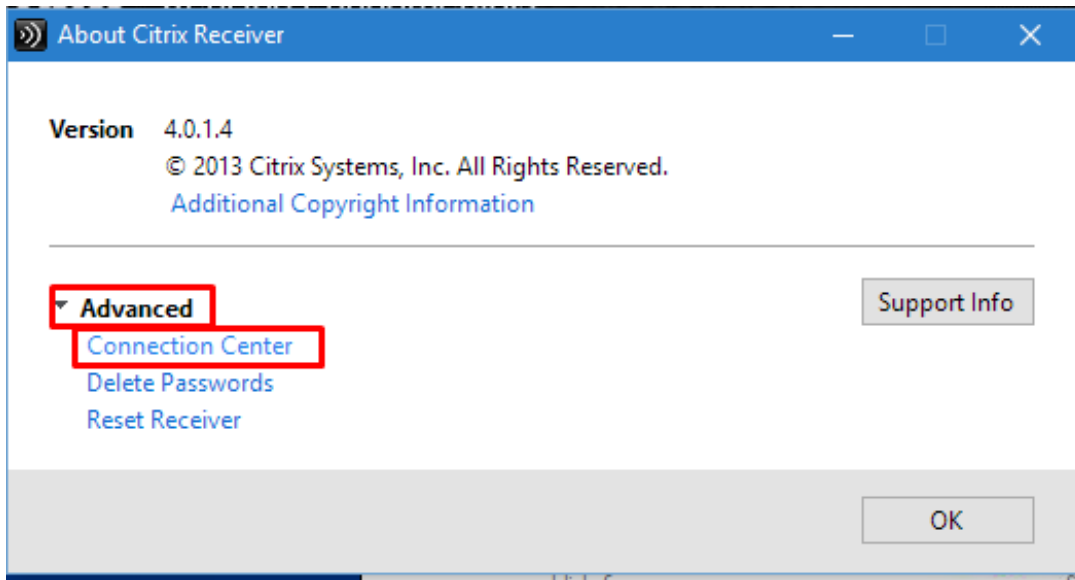 About Citrix Receiver
Version 4.0.1.4
© 2013 Citrix Systems, Inc. All Rights Reserved.
Additional Copyright Information
Advanced
Support Info
Connection Center
Delete Passwords
Reset Receiver
OK